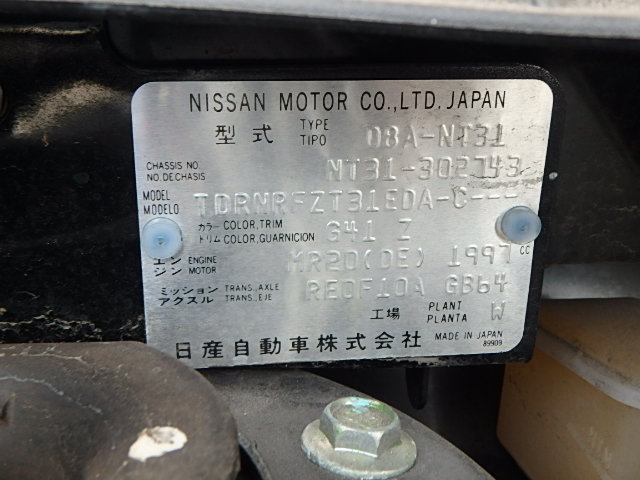 NISSAN MOTOR CO.,LTD. JAPAN
型式 TYPE TIPO DBA-NT31
CHASSIS NO. NO.DE CHASIS NT31-302143
MODEL MODELO TDRNRFZT31EDA-C---
カラー COLOR,TRIM トリム COLOR,GUARNICION G41 Z
エンジン ENGINE MOTOR MR20(DE) 1997 CC
ミッション TRANS.,AXLE アクスル TRANS.,EJE RE0F10A GB64
工場 PLANT PLANTA W
日産自動車株式会社 MADE IN JAPAN
89909